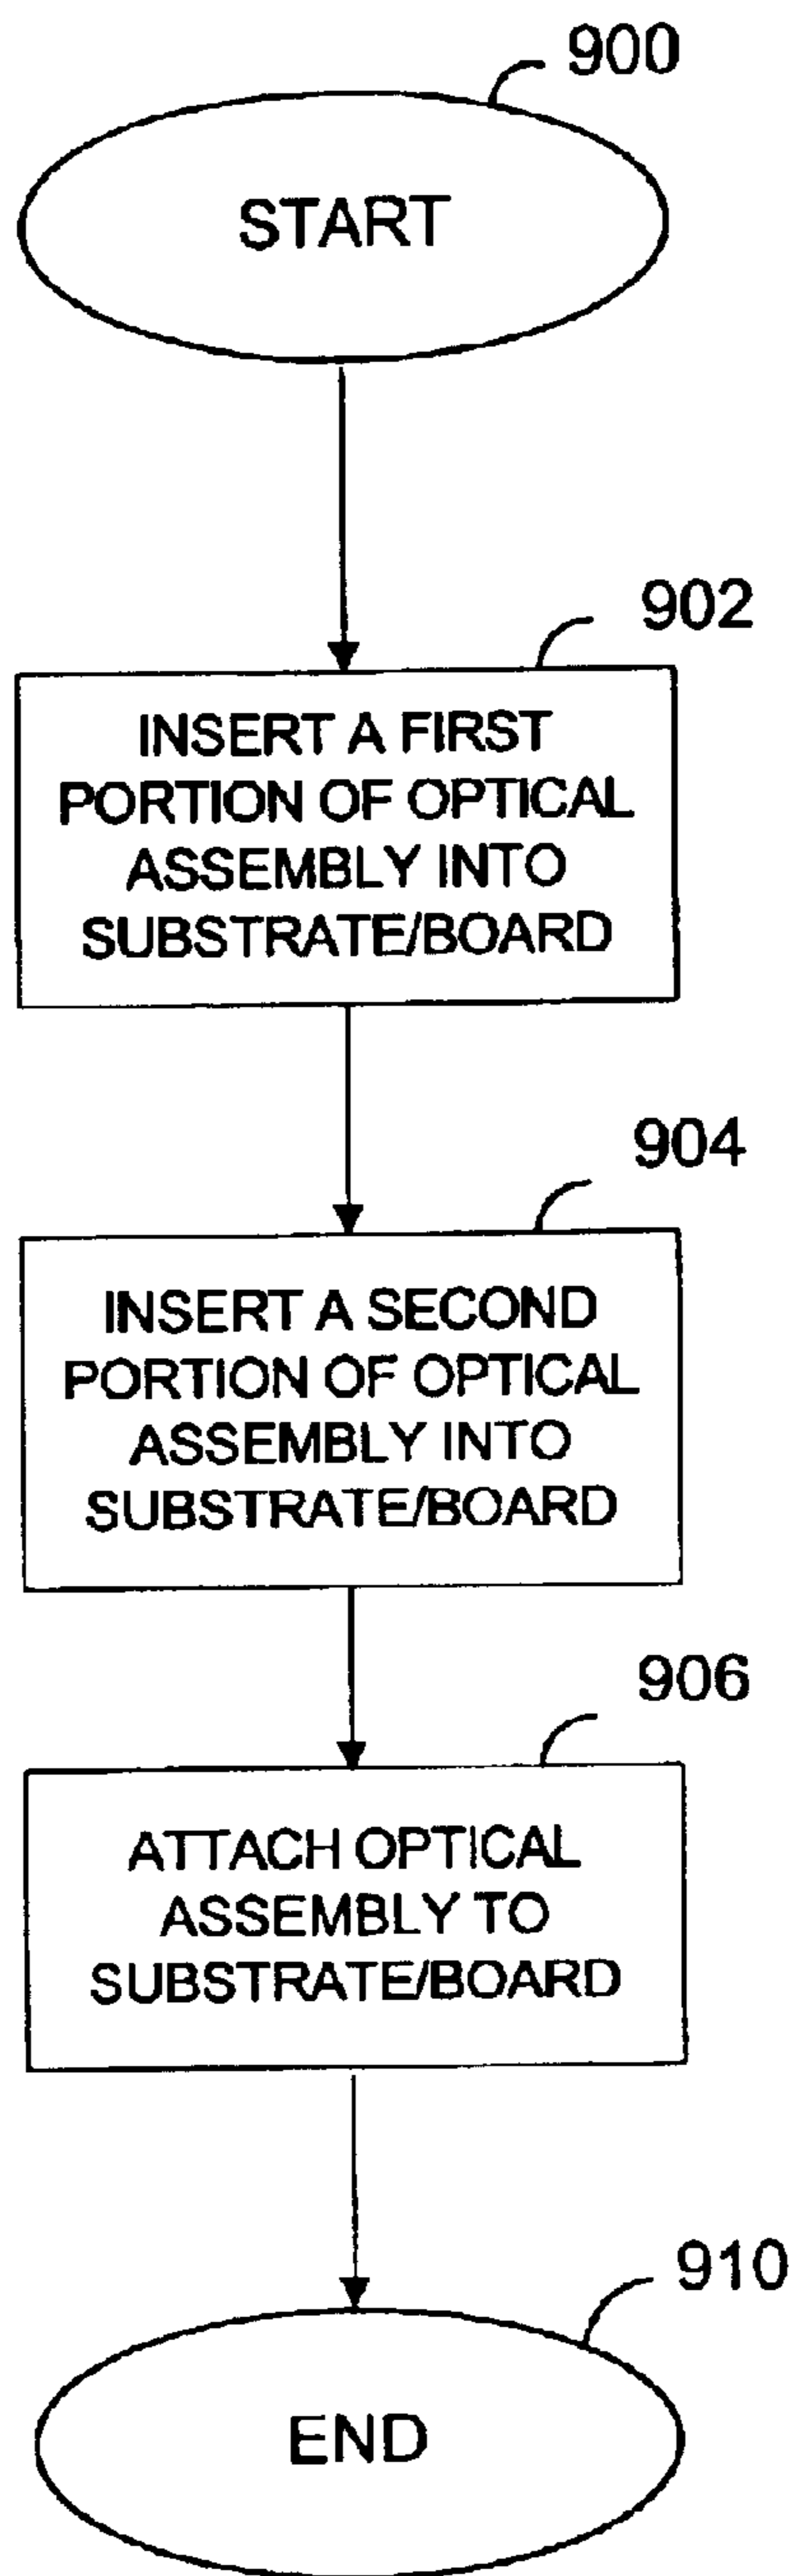 900
START
902
INSERT A FIRST
PORTION OF OPTICAL
ASSEMBLY INTO
SUBSTRATE/BOARD
904
INSERT A SECOND
PORTION OF OPTICAL
ASSEMBLY INTO
SUBSTRATE/BOARD
906
ATTACH OPTICAL
ASSEMBLY TO
SUBSTRATE/BOARD
910
END